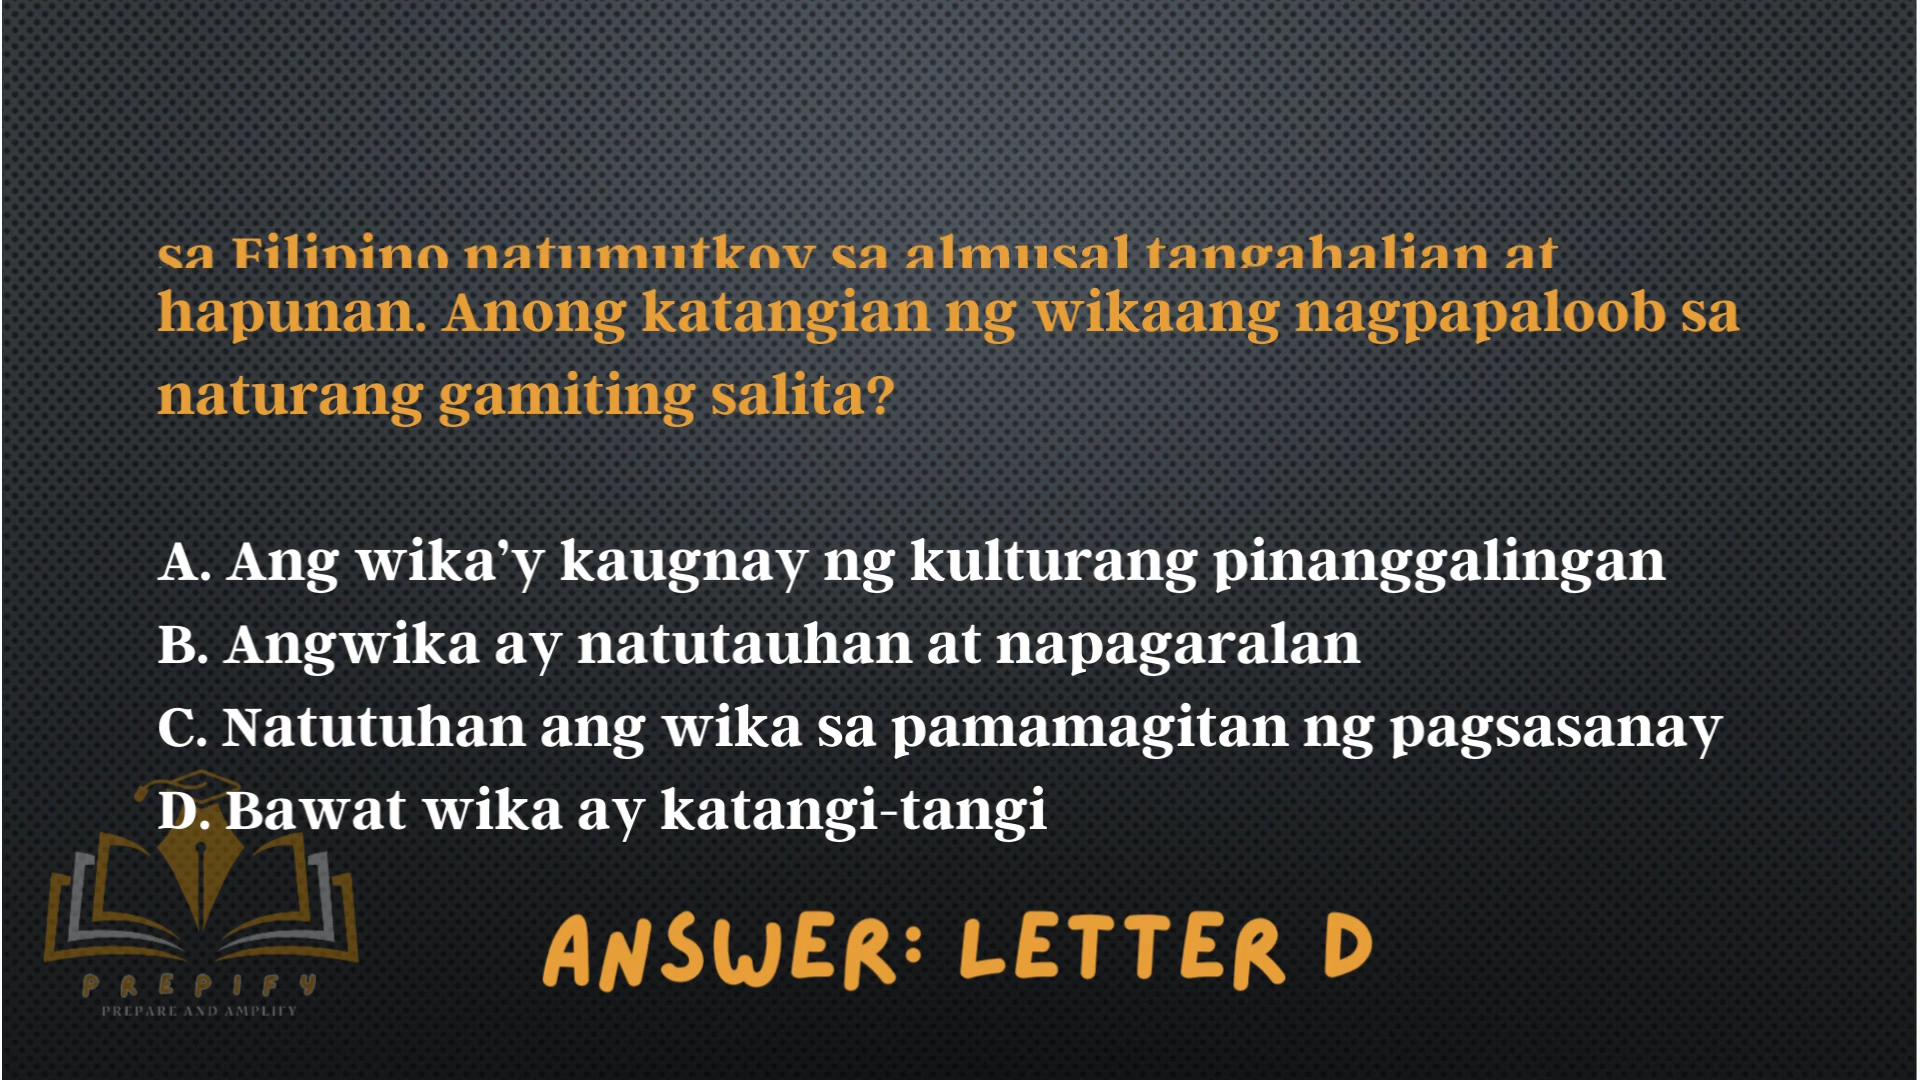 sa Filipino natumutkoy sa almusal tangahalian at
hapunan. Anong katangian ng wikaang nagpapaloob sa
naturang gamiting salita?
A. Ang wika’y kaugnay ng kulturang pinanggalingan
B. Angwika ay natutauhan at napagaralan
C. Natutuhan ang wika sa pamamagitan ng pagsasanay
D. Bawat wika ay katangi-tangi
ANSWER: LETTER D
PREPIFY
PREPARE AND AMPLIFY